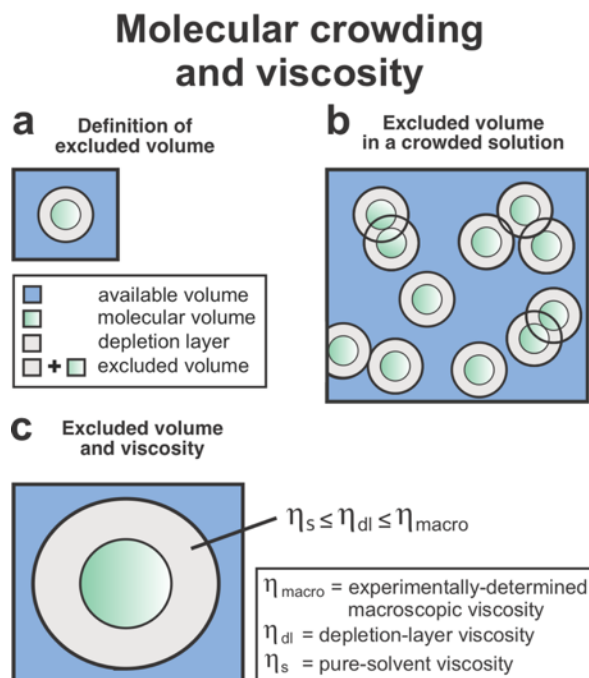 Molecular crowding
and viscosity
a
Definition of
excluded volume
b
Excluded volume
in a crowded solution
available volume
molecular volume
depletion layer
+ excluded volume
c
Excluded volume
and viscosity
ηS ≤ ηdl ≤ ηmacro
ηmacro = experimentally-determined
macroscopic viscosity
ηdl = depletion-layer viscosity
ηs = pure-solvent viscosity